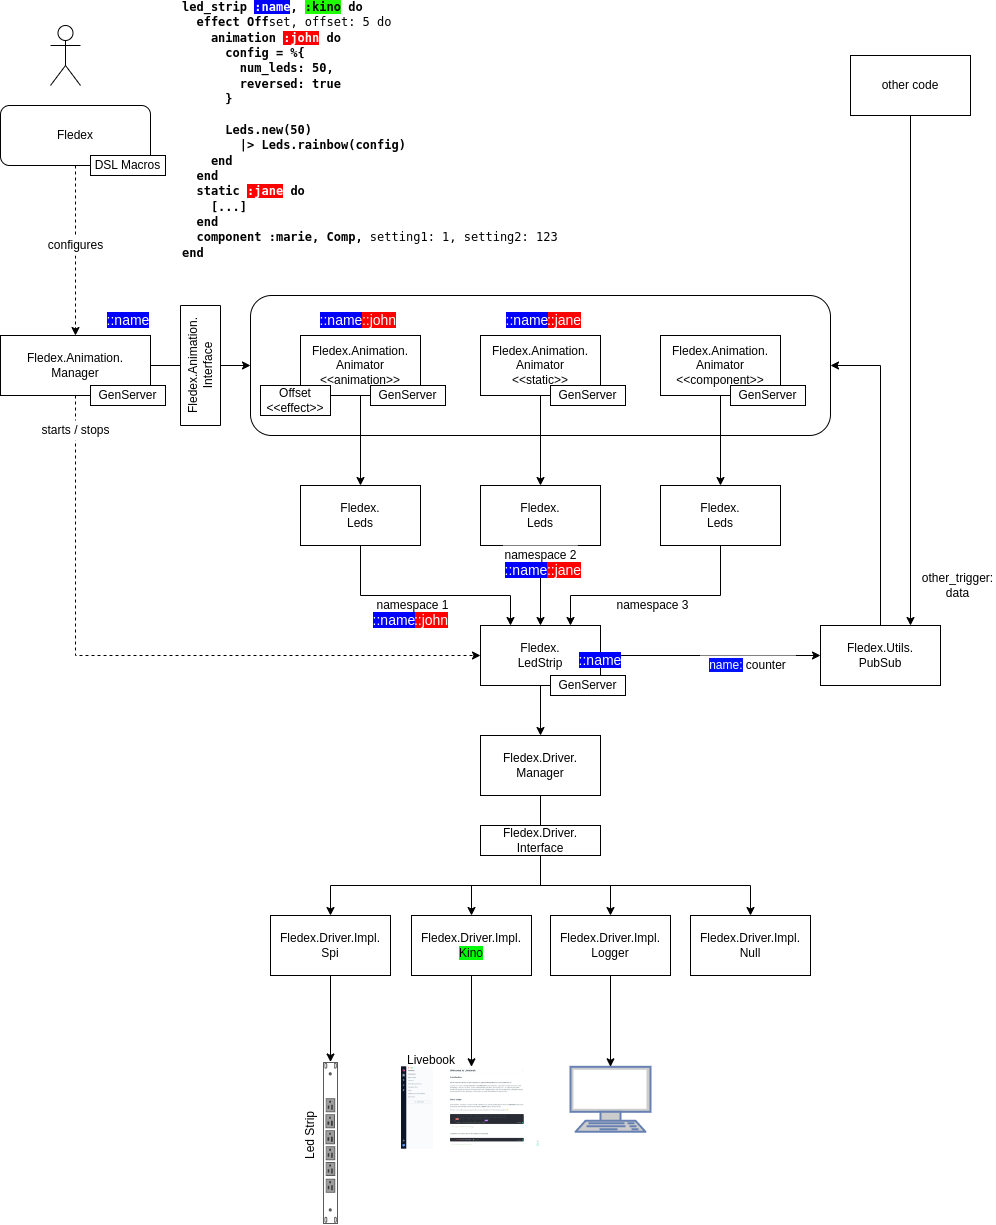 led_strip :name, :kino do
effect Offset, offset: 5 do
animation :john do
config = %{
num_leds: 50,
reversed: true
}
Leds.new(50)
|> Leds.rainbow(config)
end
end
static :jane do
[...]
end
component :marie, Comp, setting1: 1, setting2: 123
end
other code
Fledex
DSL Macros
configures
::name
Fledex.Animation.
Manager
GenServer
starts / stops
Fledex.Animation.
Interface
::name::john
Fledex.Animation.
Animator
<<animation>>
Offset
<<effect>>
GenServer
::name::jane
Fledex.Animation.
Animator
<<static>>
GenServer
Fledex.Animation.
Animator
<<component>>
GenServer
Fledex.
Leds
Fledex.
Leds
Fledex.
Leds
namespace 1
::name::john
namespace 2
::name::jane
namespace 3
other_trigger:
data
Fledex.
LedStrip
::name
GenServer
name: counter
Fledex.Utils.
PubSub
Fledex.Driver.
Manager
Fledex.Driver.
Interface
Fledex.Driver.Impl.
Spi
Fledex.Driver.Impl.
Kino
Fledex.Driver.Impl.
Logger
Fledex.Driver.Impl.
Null
Led Strip
Livebook